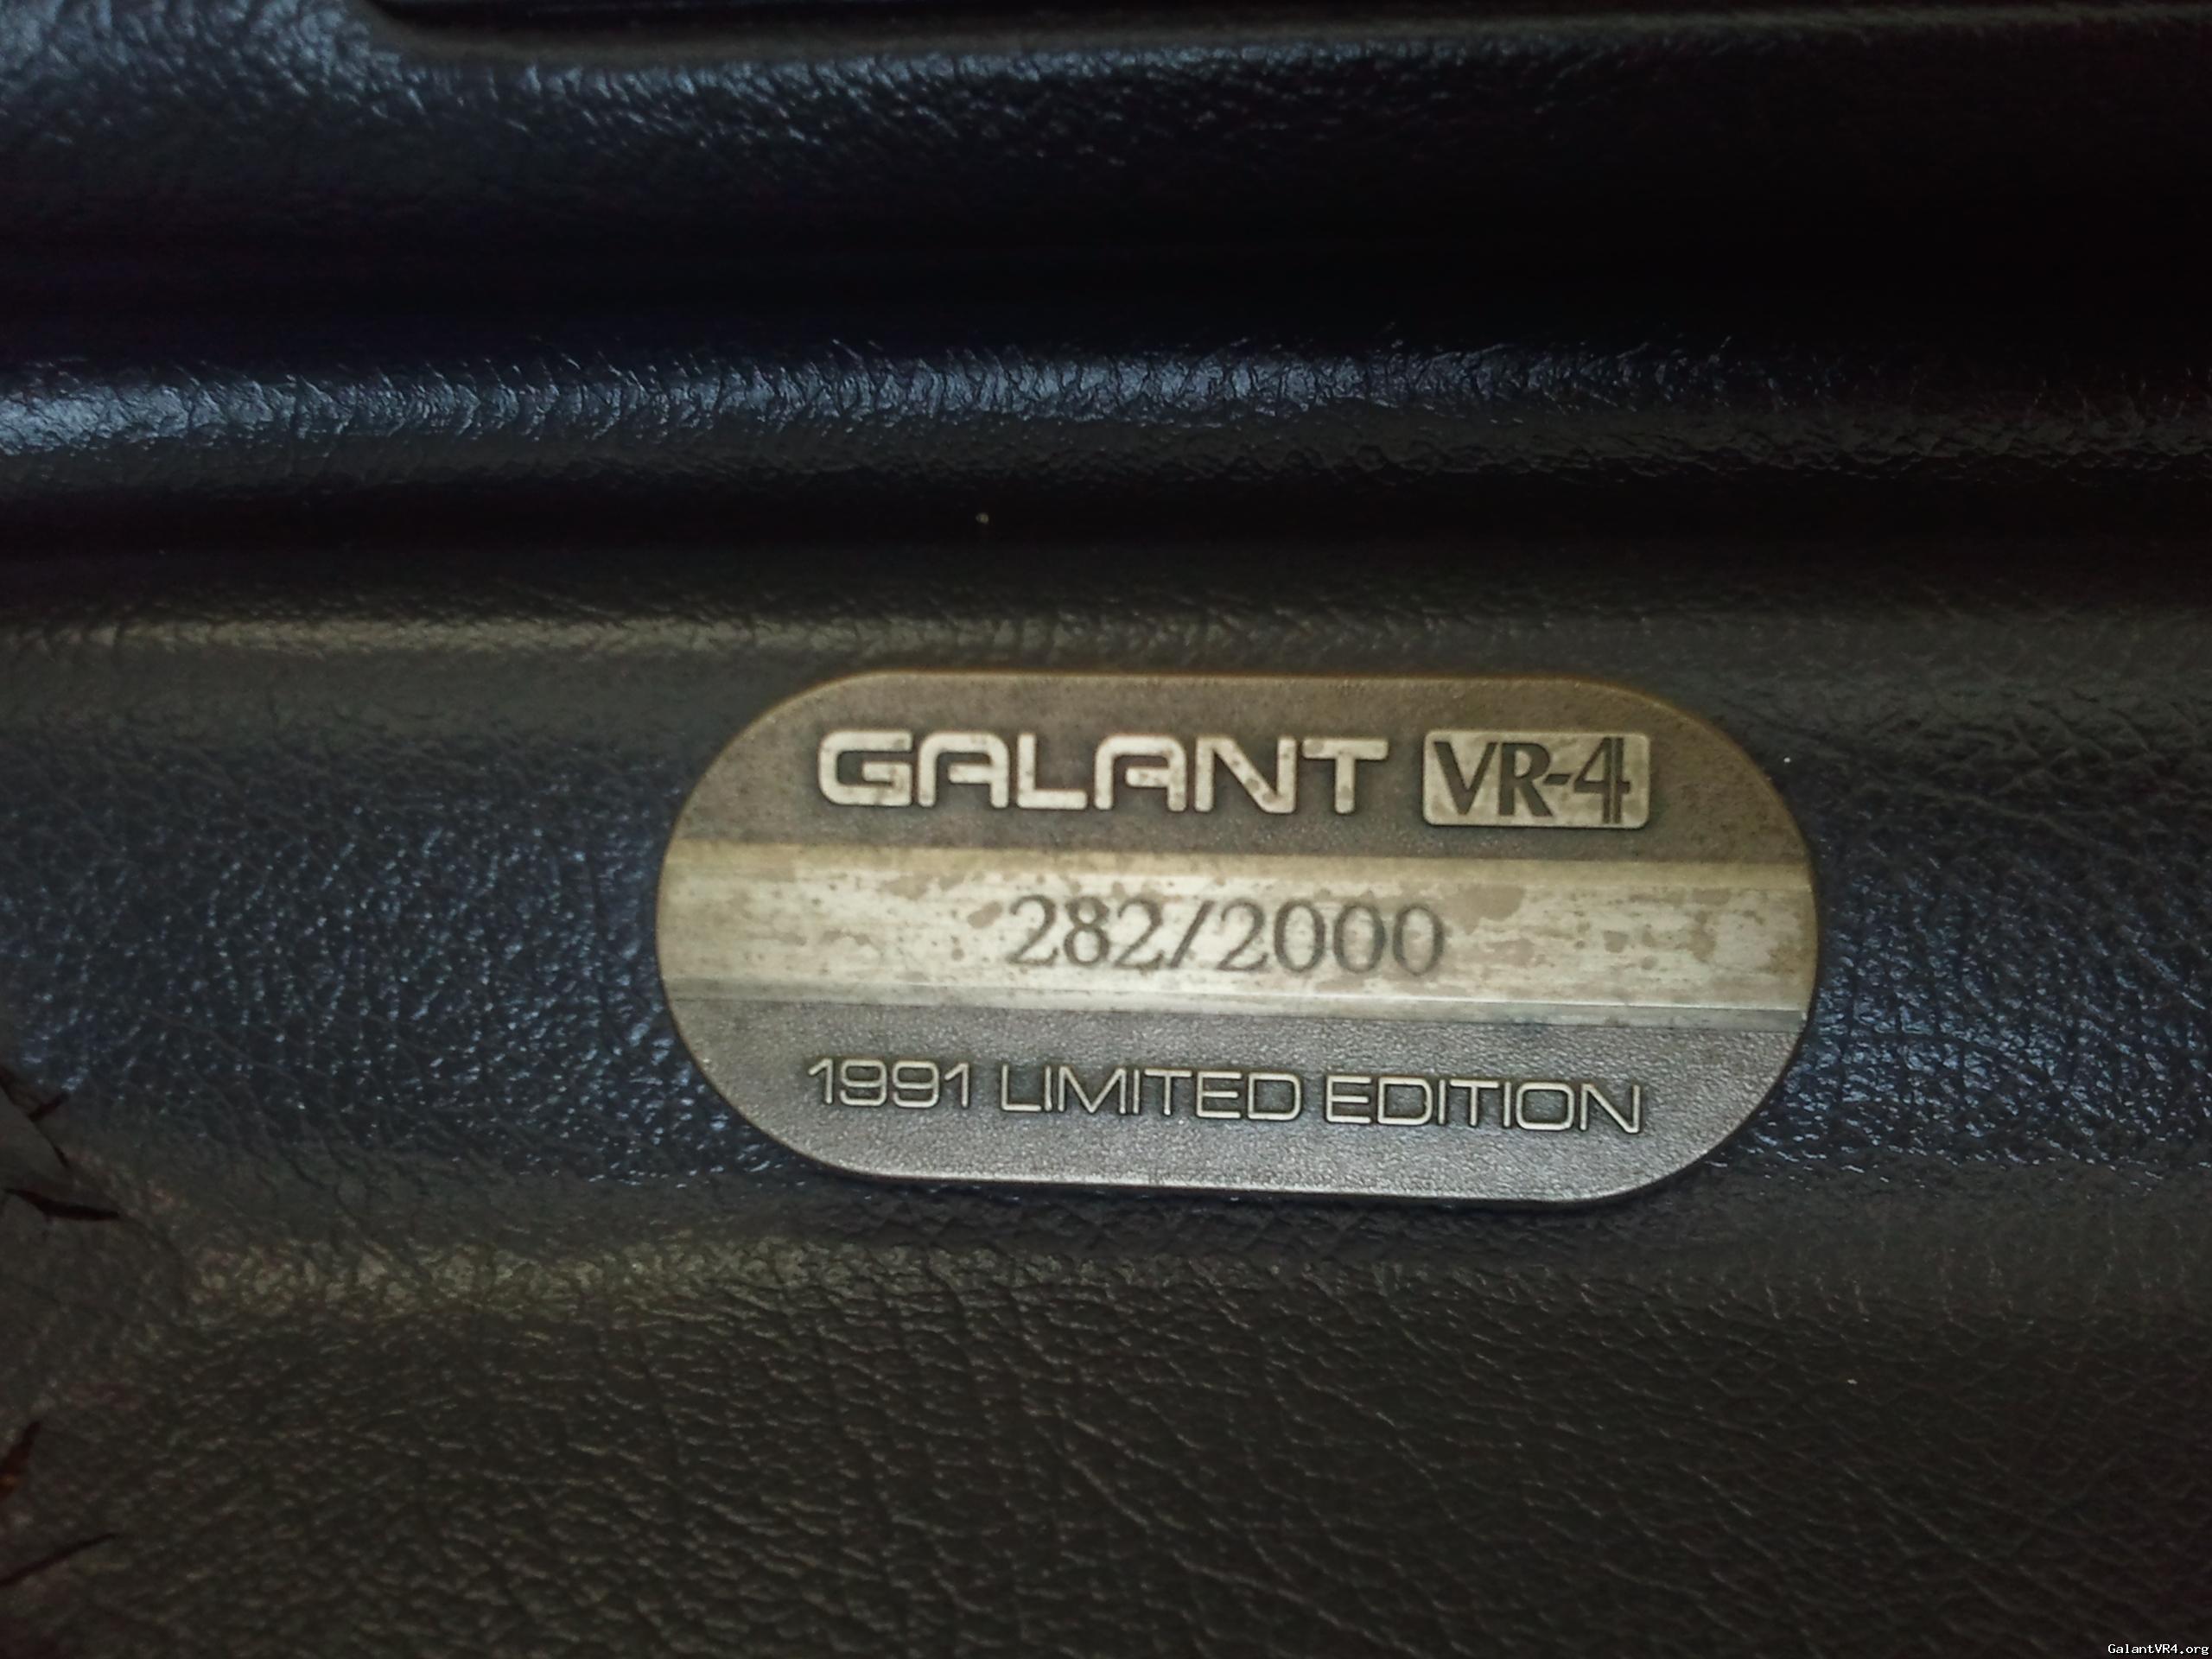 GALANT VR-4
282/2000
1991 LIMITED EDITION
GalantVR4.org